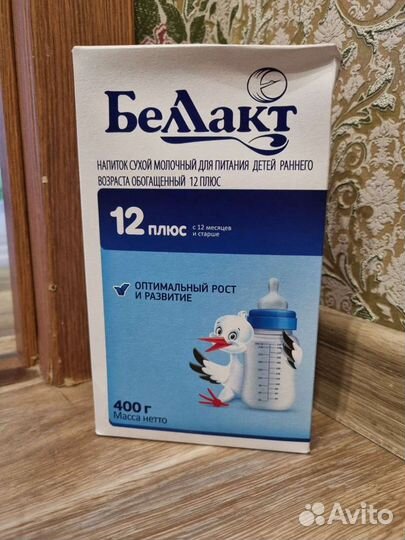 Беллакт
НАПИТОК СУХОЙ МОЛОЧНЫЙ ДЛЯ ПИТАНИЯ ДЕТЕЙ РАННЕГО
ВОЗРАСТА ОБОГАЩЕННЫЙ 12 ПЛЮС
12 ПЛЮС с 12 месяцев
и старше
ОПТИМАЛЬНЫЙ РОСТ
И РАЗВИТИЕ
400 г
Масса нетто
Avito